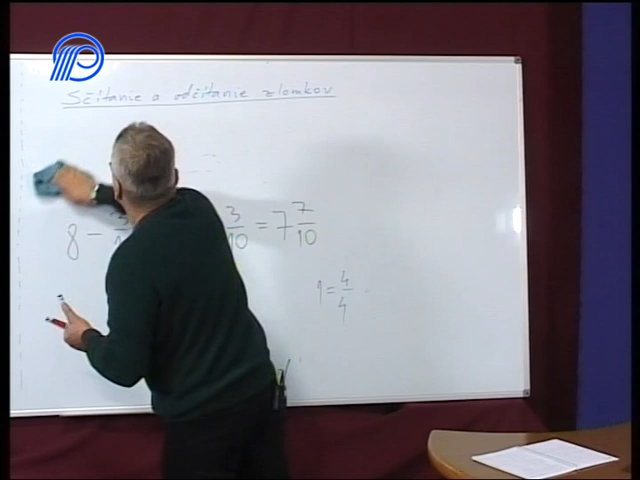 Sčítanie a odčítanie zlomkov
8 - 3/10 = 7 7/10
1 = 4/4